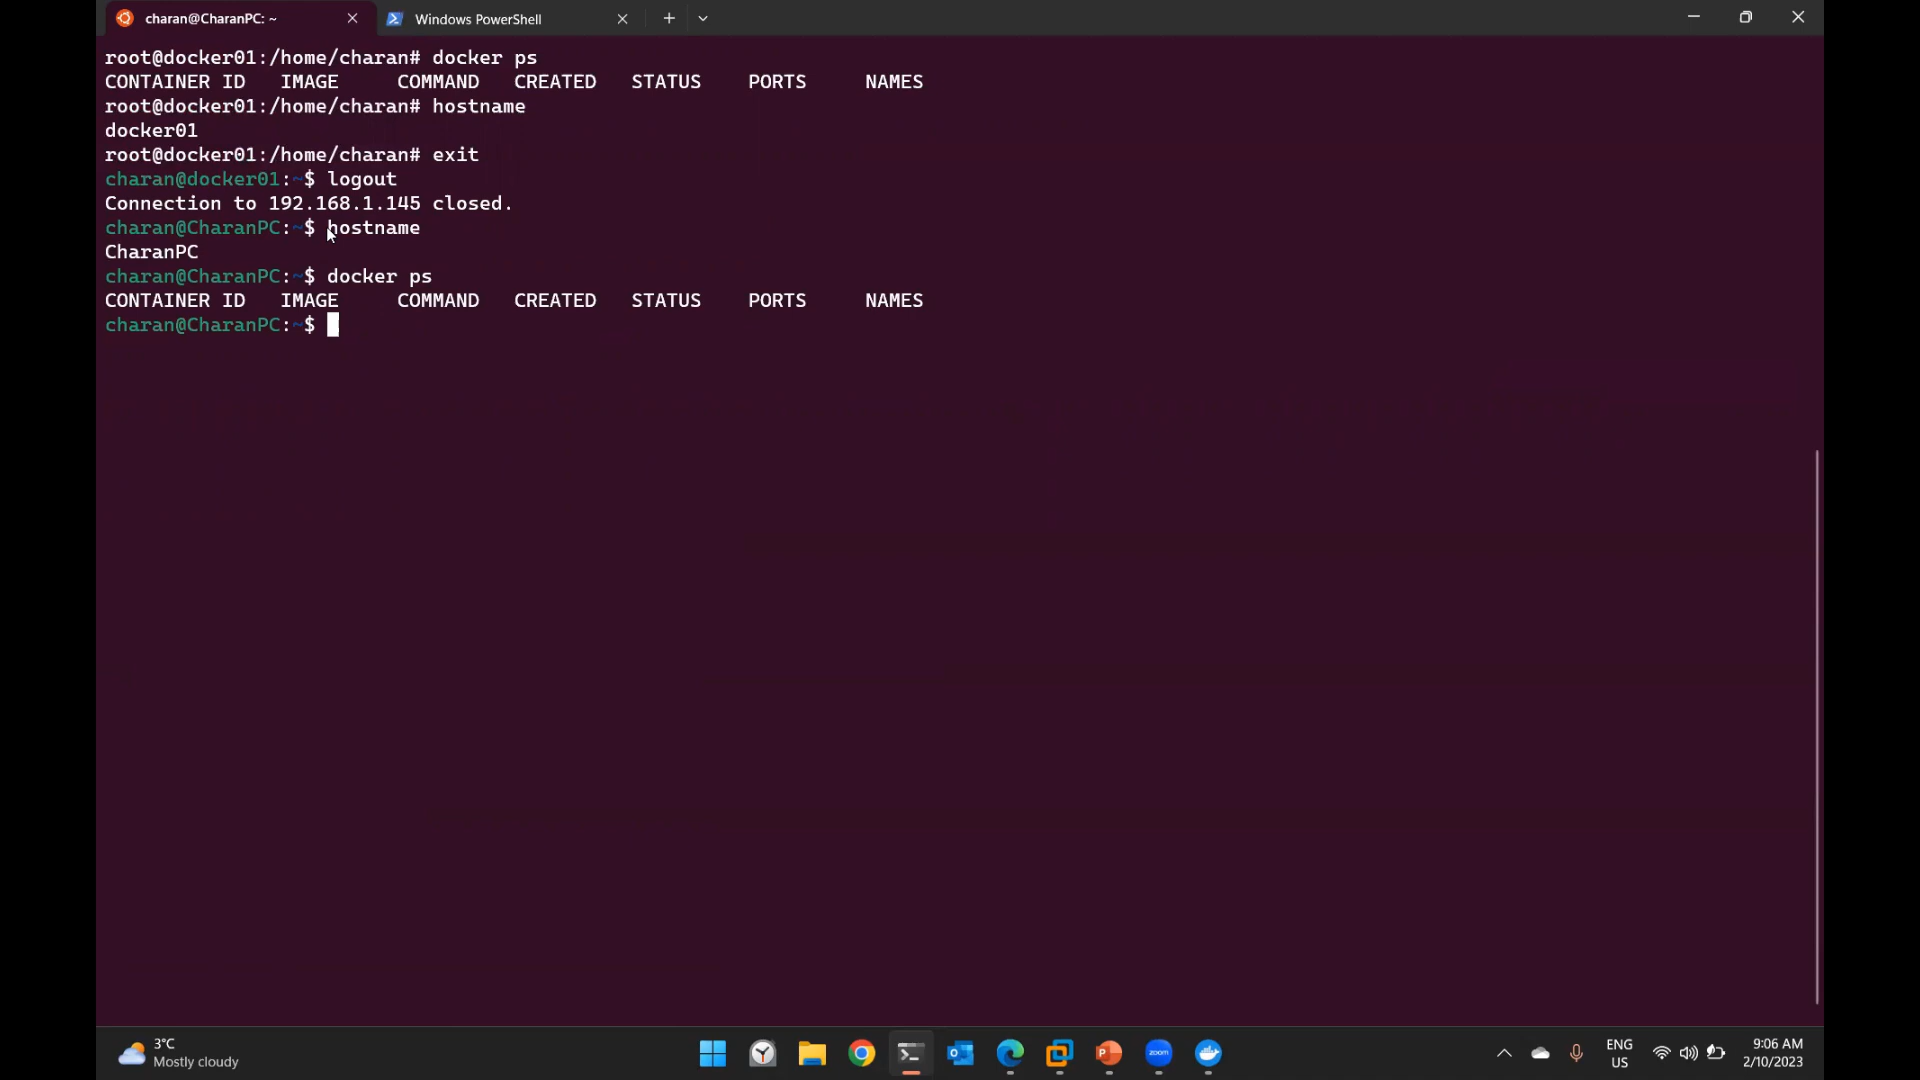 charan@CharanPC: ~
Windows PowerShell
root@docker01:/home/charan# docker ps
CONTAINER ID   IMAGE     COMMAND   CREATED   STATUS    PORTS     NAMES
root@docker01:/home/charan# hostname
docker01
root@docker01:/home/charan# exit
charan@docker01:~$ logout
Connection to 192.168.1.145 closed.
charan@CharanPC:~$ hostname
CharanPC
charan@CharanPC:~$ docker ps
CONTAINER ID   IMAGE     COMMAND   CREATED   STATUS    PORTS     NAMES
charan@CharanPC:~$
3°C
Mostly cloudy
zoom
ENG
US
9:06 AM
2/10/2023